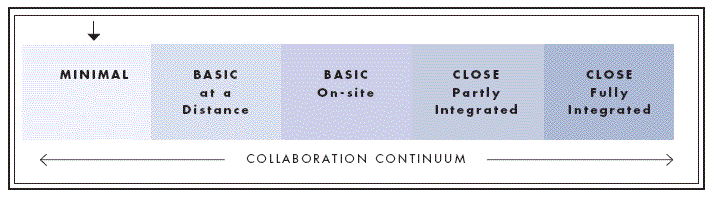 MINIMAL
BASIC
at a
Distance
BASIC
On-site
CLOSE
Partly
Integrated
CLOSE
Fully
Integrated
COLLABORATION CONTINUUM